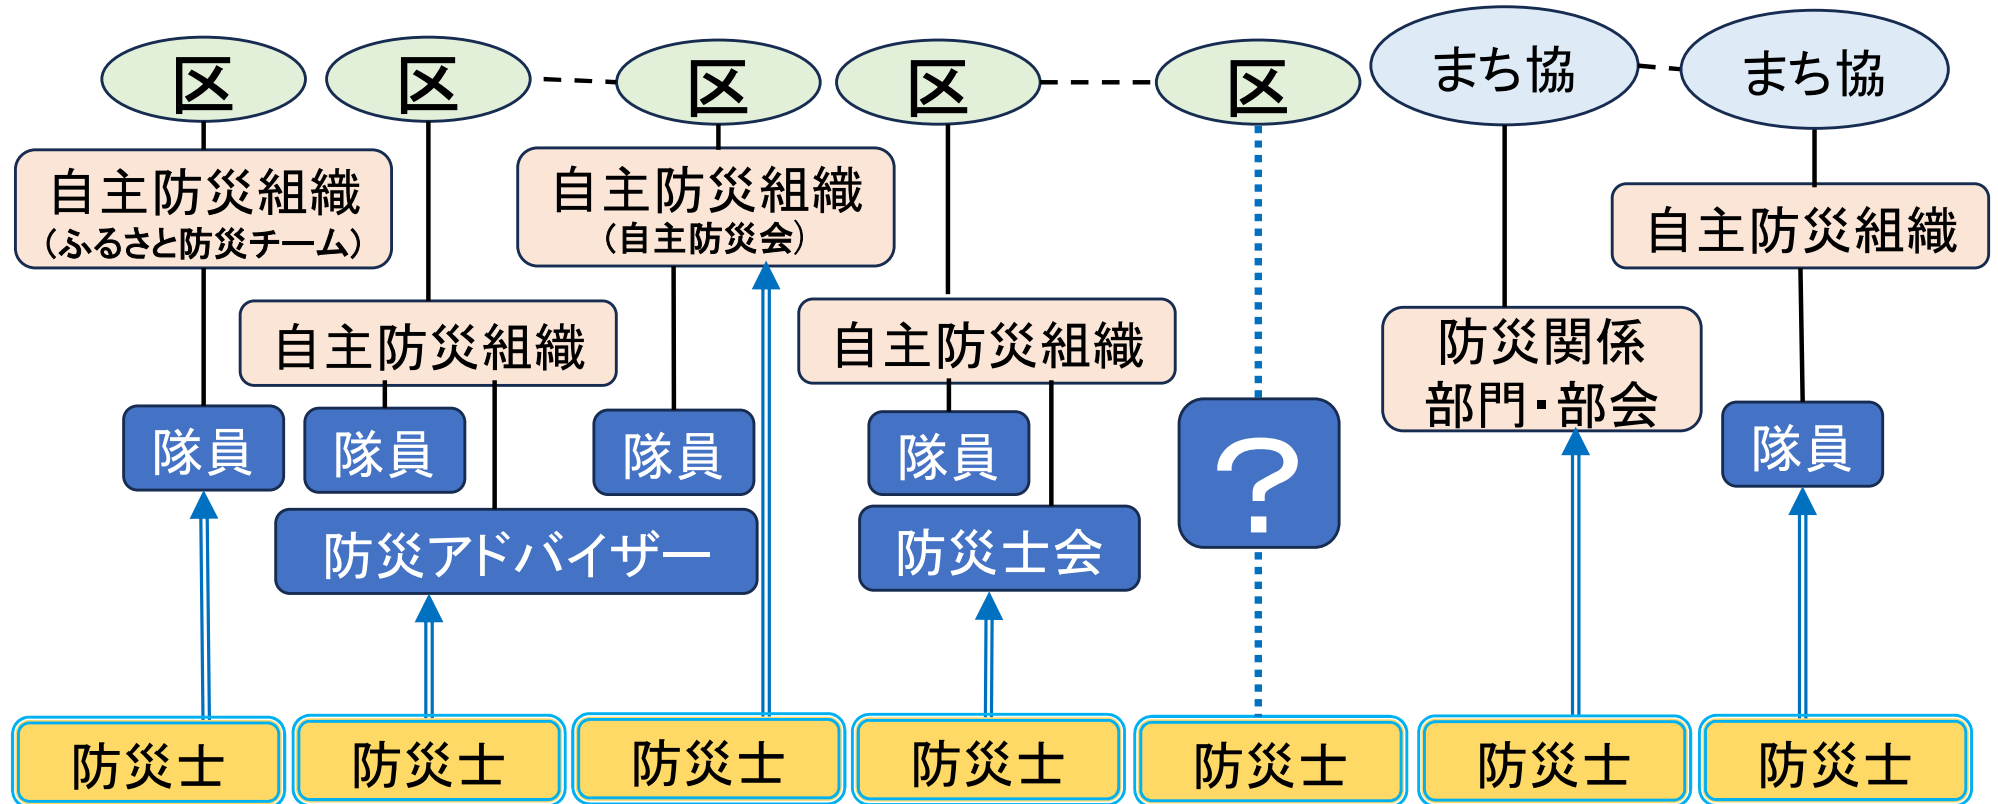 区
区
区
区
区
まち協
まち協
自主防災組織
（ふるさと防災チーム）
自主防災組織
（自主防災会）
自主防災組織
自主防災組織
自主防災組織
防災関係
部門・部会
隊員
隊員
隊員
隊員
？
隊員
防災アドバイザー
防災士会
防災士
防災士
防災士
防災士
防災士
防災士
防災士